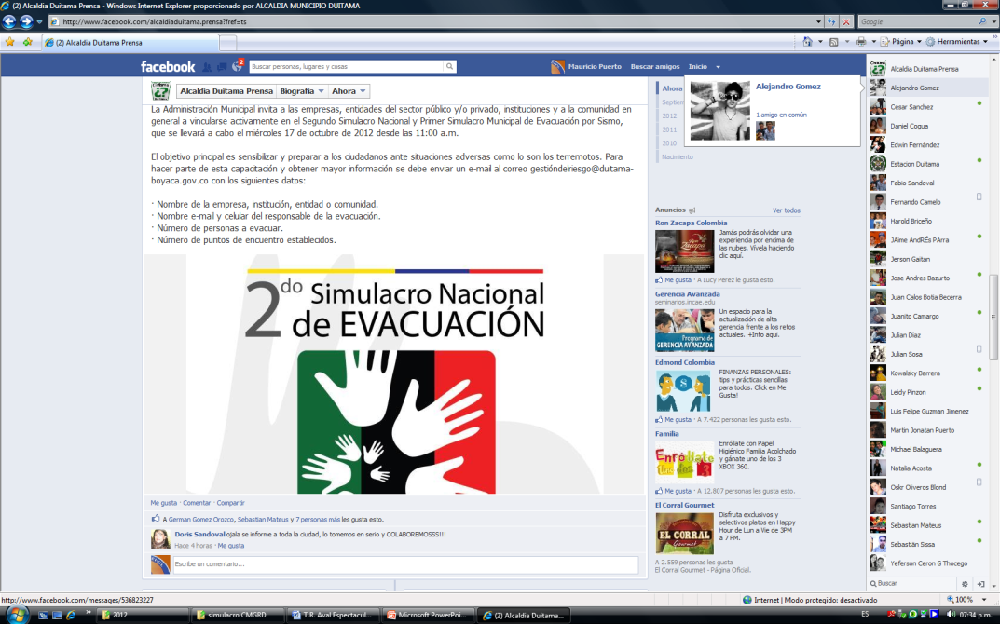 (2) Alcaldia Duitama Prensa - Windows Internet Explorer proporcionado por ALCALDIA MUNICIPIO DUITAMA
http://www.facebook.com/alcaldiaduitama.prensa?fref=ts
Google
(2) Alcaldia Duitama Prensa
Página
Herramientas
facebook
2
Buscar personas, lugares y cosas
Mauricio Puerto
Buscar amigos
Inicio
Alcaldia Duitama Prensa
Biografía
Ahora
La Administración Municipal invita a las empresas, entidades del sector público y/o privado, instituciones y a la comunidad en
general a vincularse activamente en el Segundo Simulacro Nacional y Primer Simulacro Municipal de Evacuación por Sismo,
que se llevará a cabo el miércoles 17 de octubre de 2012 desde las 11:00 a.m.
El objetivo principal es sensibilizar y preparar a los ciudadanos ante situaciones adversas como lo son los terremotos. Para
hacer parte de esta capacitación y obtener mayor información se debe enviar un e-mail al correo gestióndelriesgo@duitama-
boyaca.gov.co con los siguientes datos:
· Nombre de la empresa, institución, entidad o comunidad.
· Nombre e-mail y celular del responsable de la evacuación.
· Número de personas a evacuar.
· Número de puntos de encuentro establecidos.
2do Simulacro Nacional
de EVACUACIÓN
Me gusta · Comentar · Compartir
A German Gomez Orozco, Sebastian Mateus y 7 personas más les gusta esto.
Doris Sandoval ojala se informe a toda la ciudad, lo tomemos en serio y COLABOREMOSSS!!!
Hace 4 horas · Me gusta
Escribe un comentario...
Ahora
Septiem
2012
2011
2010
Nacimiento
Alejandro Gomez
1 amigo en común
Anuncios
Ver todos
Ron Zacapa Colombia
Jamás podrás olvidar una
experiencia por encima de
las nubes. Vívela haciendo
clic aquí.
Me gusta · A Lucy Perez le gusta esto.
Gerencia Avanzada
seminarios.incae.edu
Programa de
GERENCIA AVANZADA
Un espacio para la
actualización de alta
gerencia frente a los retos
actuales. +Info aquí.
Edmond Colombia
FINANZAS PERSONALES:
tips y prácticas sencillas
para todos. Click en Me
Gusta!
Me gusta · A 7.422 personas les gusta esto.
Familia
Enróllate
Enróllate con Papel
Higiénico Familia Acolchado
y gánate uno de los 3
XBOX 360.
Me gusta · A 12.807 personas les gusta esto.
El Corral Gourmet
EL CORRAL
Gourmet
Disfruta exclusivos y
selectivos platos en Happy
Hour de Lun a Vie de 3PM
a 7 PM.
A 2.559 personas les gusta
El Corral Gourmet - Página Oficial.
Alcaldia Duitama Prensa
Alejandro Gomez
Cesar Sanchez
Daniel Cogua
Edwin Fernández
Estacion Duitama
Fabio Sandoval
Fernando Camelo
Harold Briceño
JAime AndRÉs PArra
Jerson Gaitan
Jose Andres Bazurto
Juan Calos Botia Becerra
Juanito Camargo
Julian Diaz
Julian Sosa
Kowalsky Barrera
Leidy Pinzon
Luis Felipe Guzman Jimenez
Martin Jonatan Puerto
Michael Balaguera
Natalia Acosta
Oskr Oliveros Blond
Santiago Torres
Sebastian Mateus
Sebastián Sissa
Yeferson Ceron G Thocego
Buscar
http://www.facebook.com/messages/536823227
Internet | Modo protegido: desactivado
100%
2012
simulacro CMGRD
T.R. Aval Espectacul...
Microsoft PowerPoi...
(2) Alcaldia Duitama...
ES
07:34 p.m.